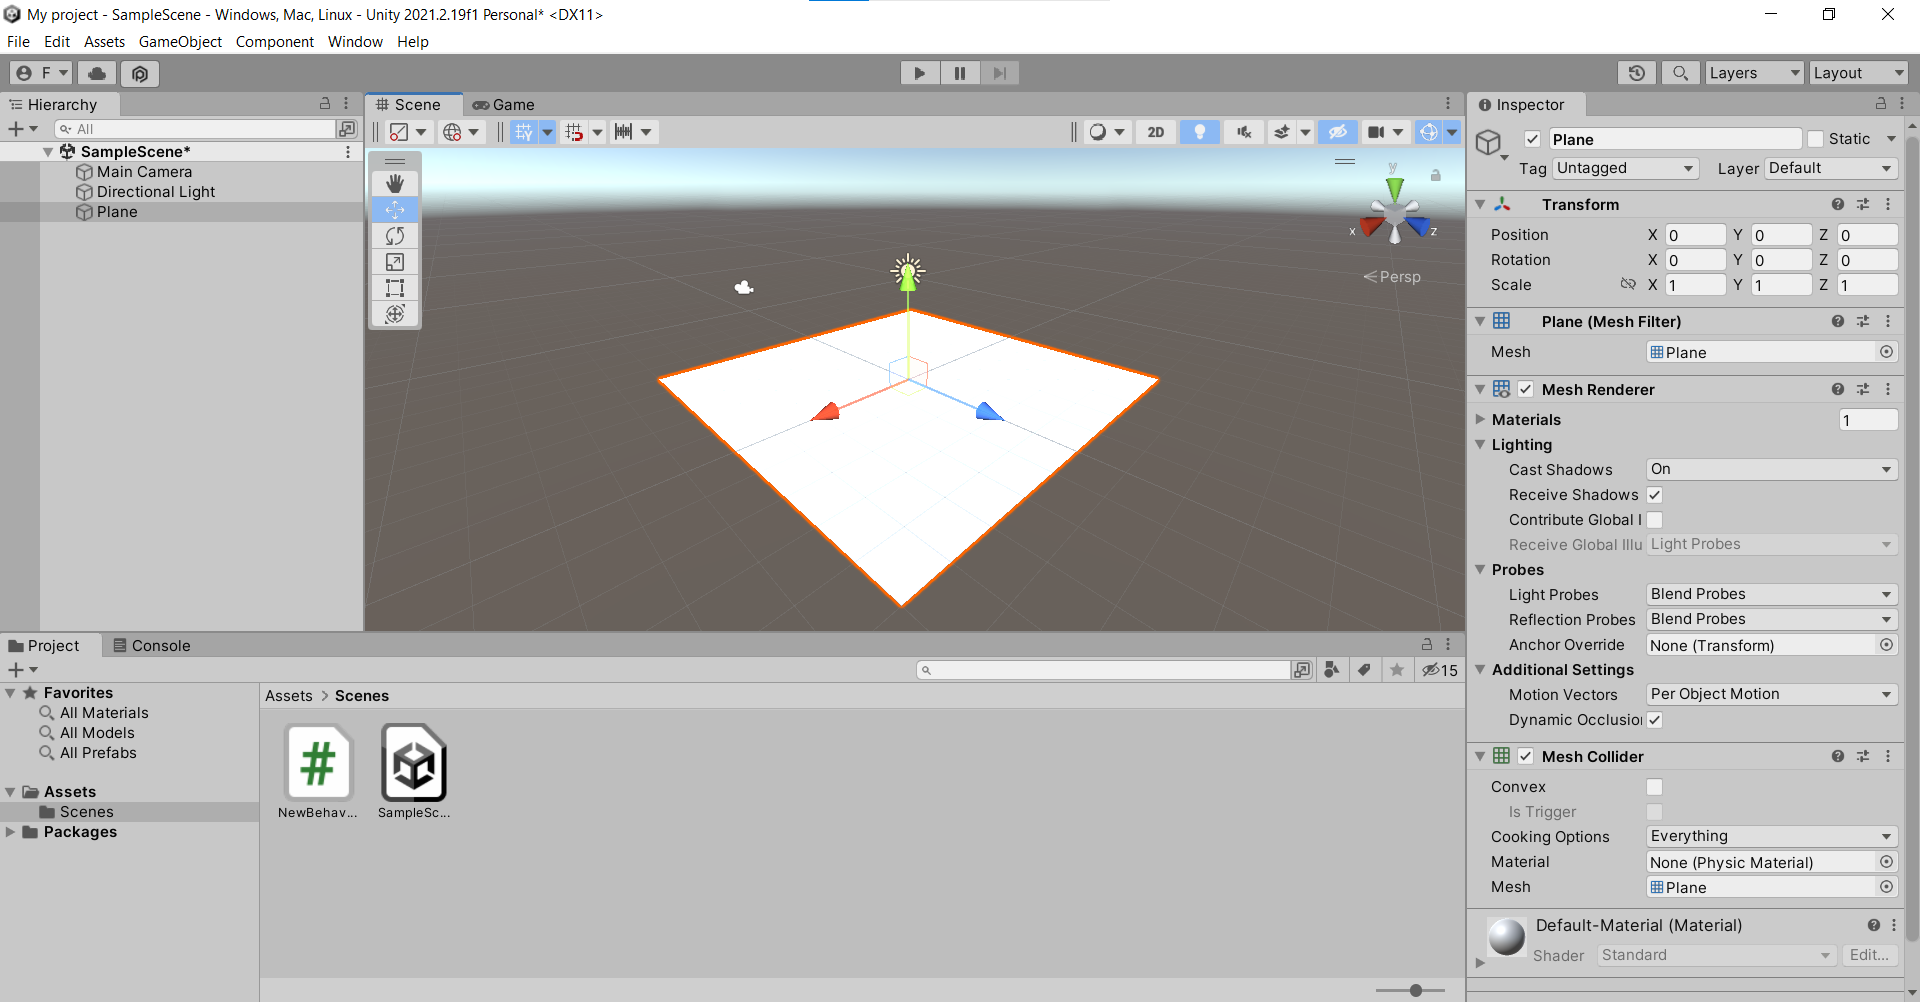 My project - SampleScene - Windows, Mac, Linux - Unity 2021.2.19f1 Personal* <DX11>
File Edit Assets GameObject Component Window Help
F
Layers
Layout
Hierarchy
All
SampleScene*
Main Camera
Directional Light
Plane
Scene
Game
2D
y
x
z
Persp
Inspector
Plane
Static
Tag Untagged
Layer Default
Transform
Position X 0 Y 0 Z 0
Rotation X 0 Y 0 Z 0
Scale X 1 Y 1 Z 1
Plane (Mesh Filter)
Mesh Plane
Mesh Renderer
Materials 1
Lighting
Cast Shadows On
Receive Shadows
Contribute Global I
Receive Global Illu Light Probes
Probes
Light Probes Blend Probes
Reflection Probes Blend Probes
Anchor Override None (Transform)
Additional Settings
Motion Vectors Per Object Motion
Dynamic Occlusio
Mesh Collider
Convex
Is Trigger
Cooking Options Everything
Material None (Physic Material)
Mesh Plane
Default-Material (Material)
Shader Standard Edit...
Project
Console
15
Favorites
All Materials
All Models
All Prefabs
Assets
Scenes
Packages
Assets > Scenes
NewBehav...
SampleSc...